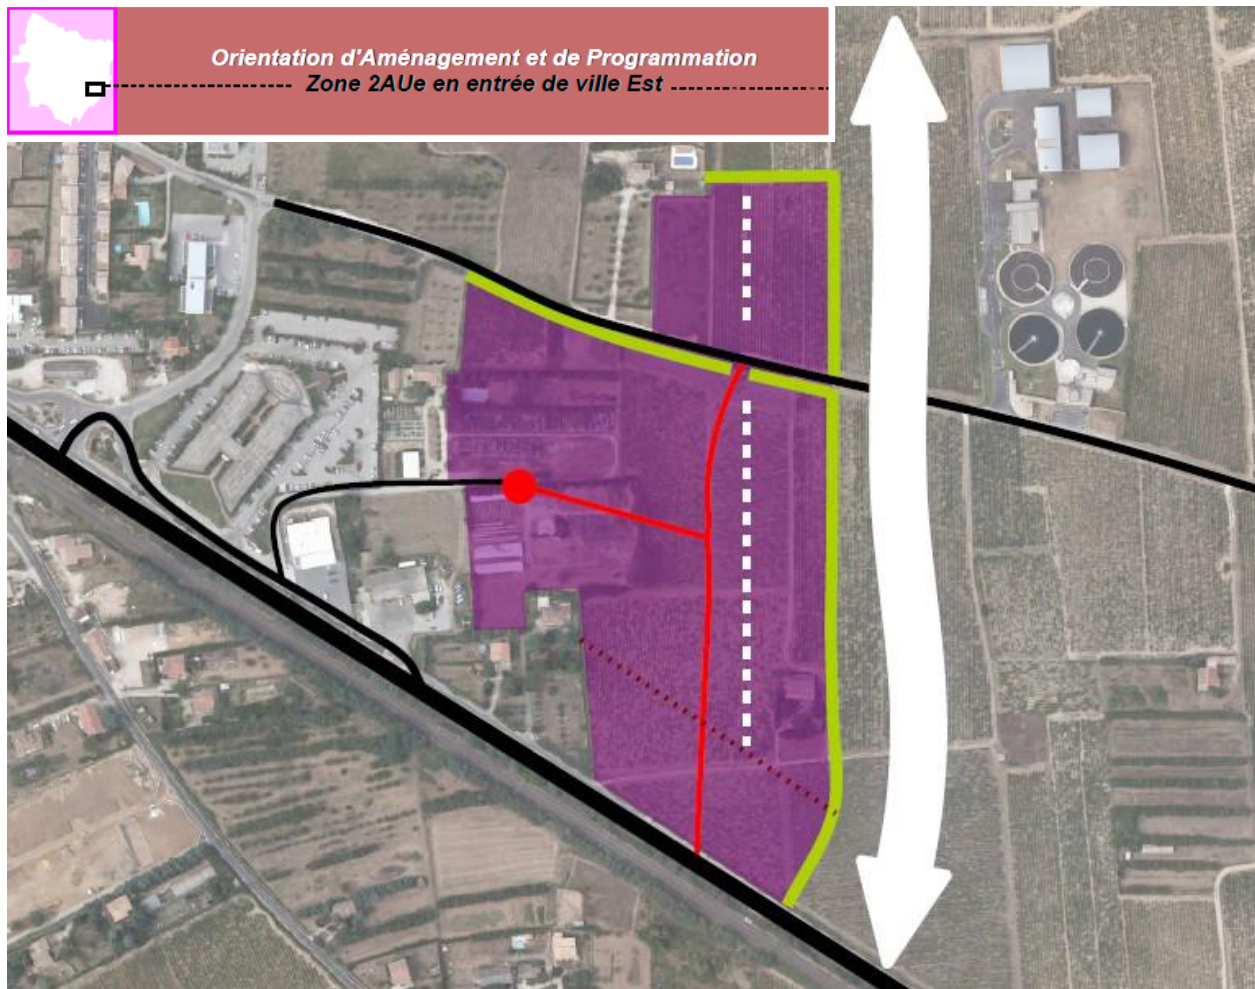 Orientation d'Aménagement et de Programmation
Zone 2AUe en entrée de ville Est